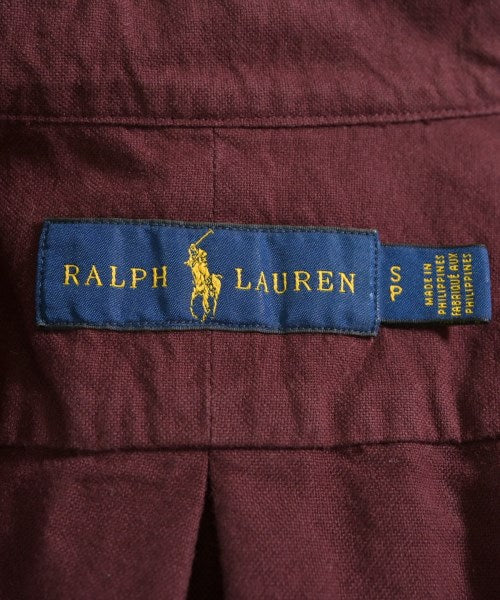 RALPH LAUREN
S
P
MADE IN
PHILIPPINES
FABRIQUÉ AUX
PHILIPPINES